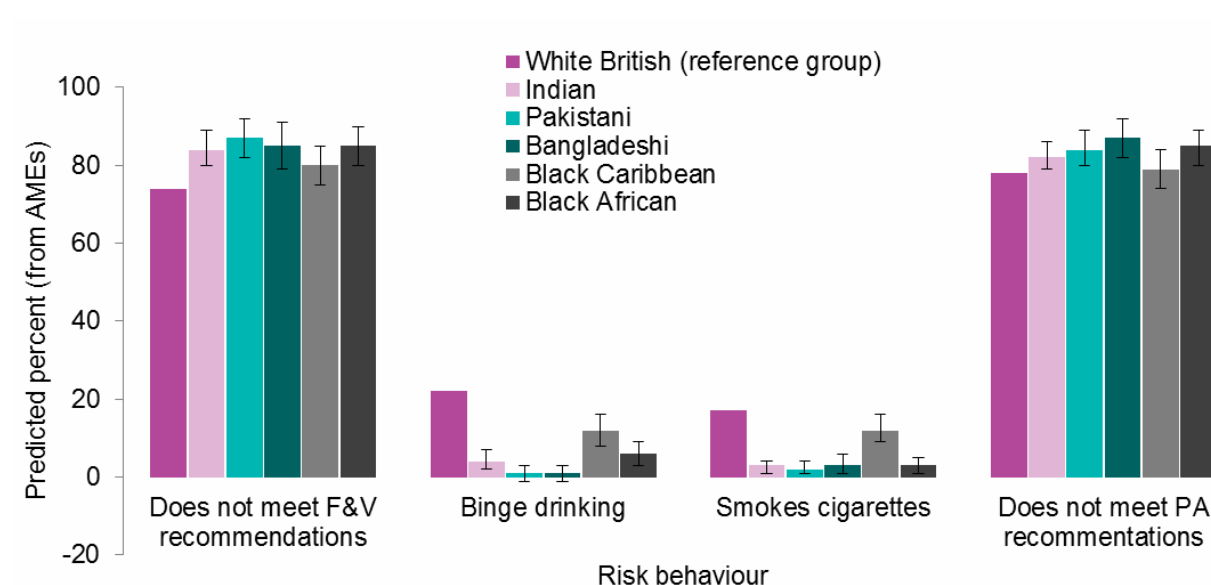 White British (reference group)
Indian
Pakistani
Bangladeshi
Black Caribbean
Black African
Predicted percent (from AMEs)
100
80
60
40
20
0
-20
Does not meet F&V
recommendations
Binge drinking
Smokes cigarettes
Does not meet PA
recommentations
Risk behaviour